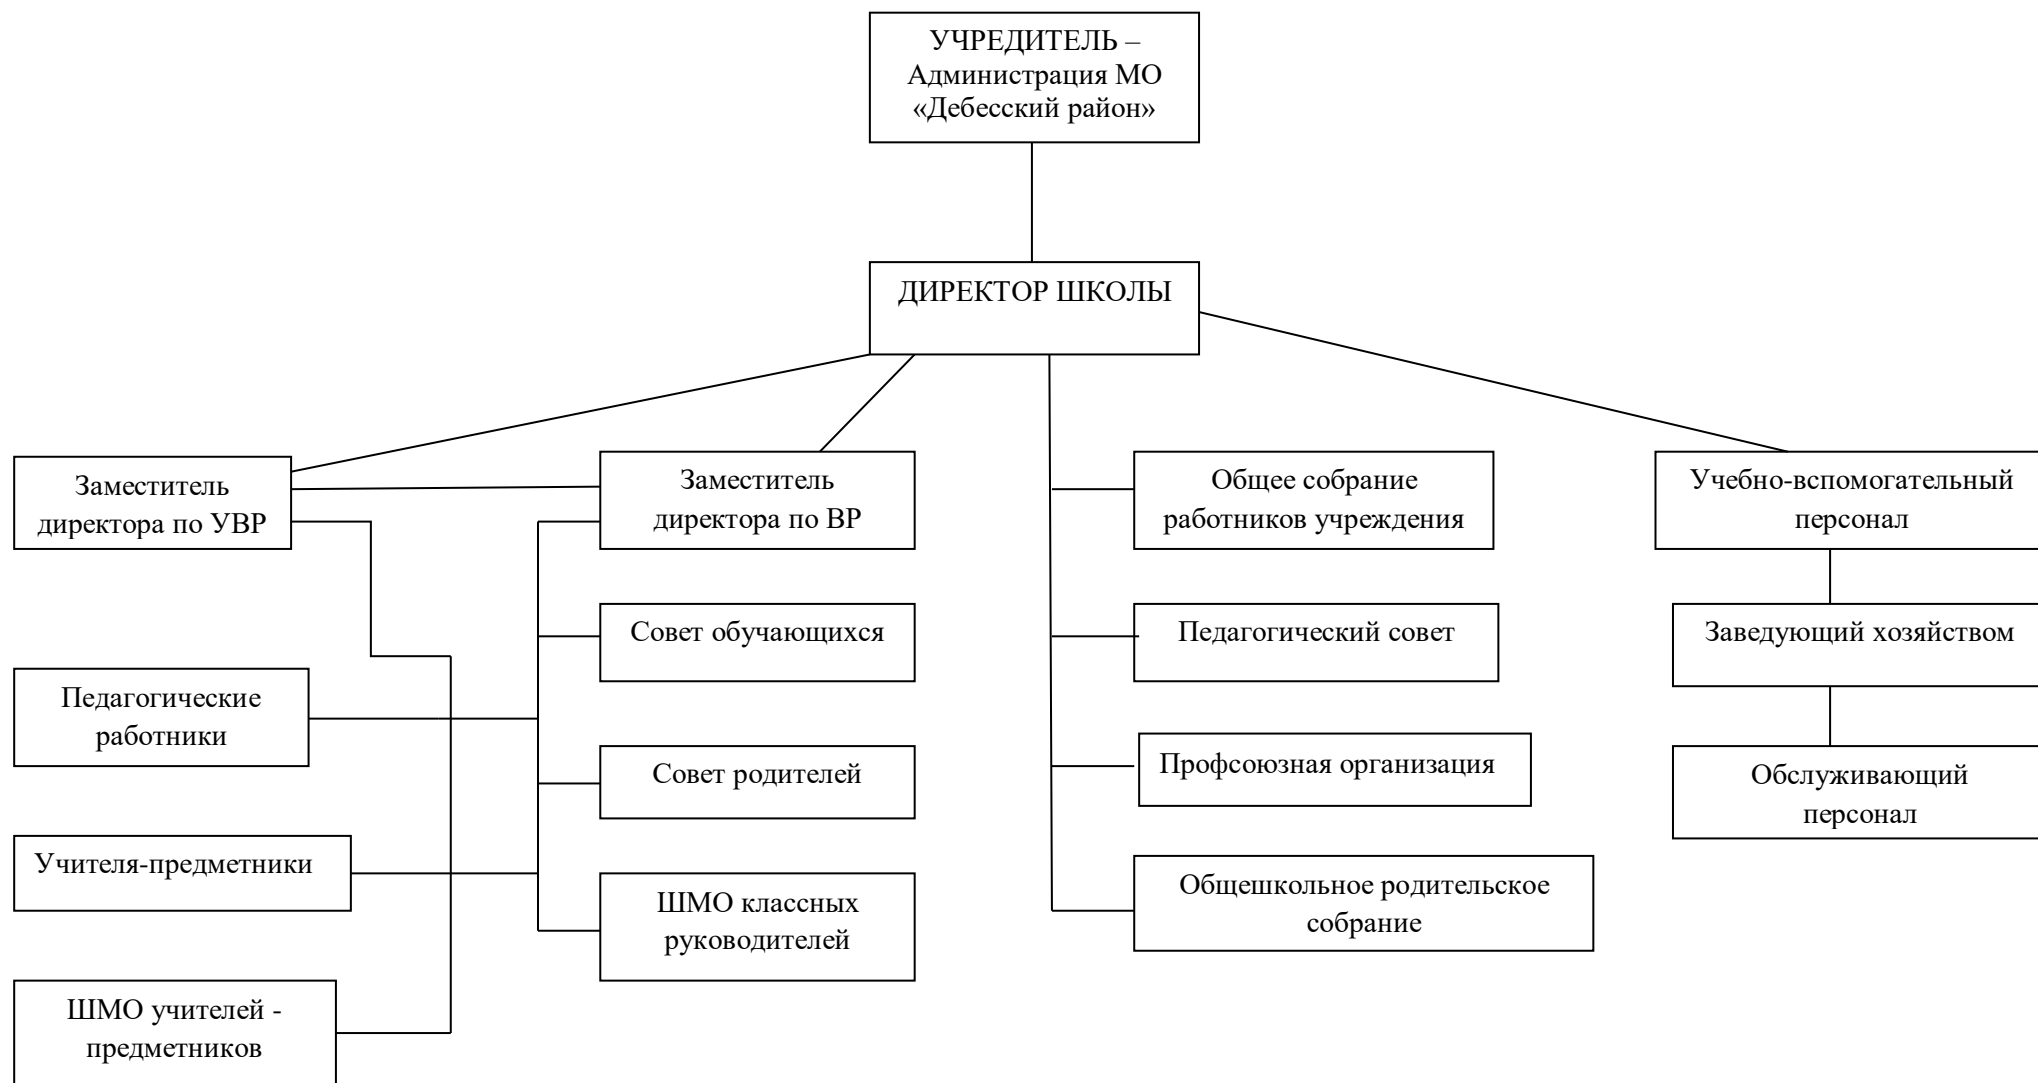 УЧРЕДИТЕЛЬ –
Администрация МО
«Дебесский район»
ДИРЕКТОР ШКОЛЫ
Заместитель
директора по УВР
Заместитель
директора по ВР
Общее собрание
работников учреждения
Учебно-вспомогательный
персонал
Совет обучающихся
Педагогический совет
Заведующий хозяйством
Педагогические
работники
Совет родителей
Профсоюзная организация
Обслуживающий
персонал
Учителя-предметники
ШМО классных
руководителей
Общешкольное родительское
собрание
ШМО учителей -
предметников